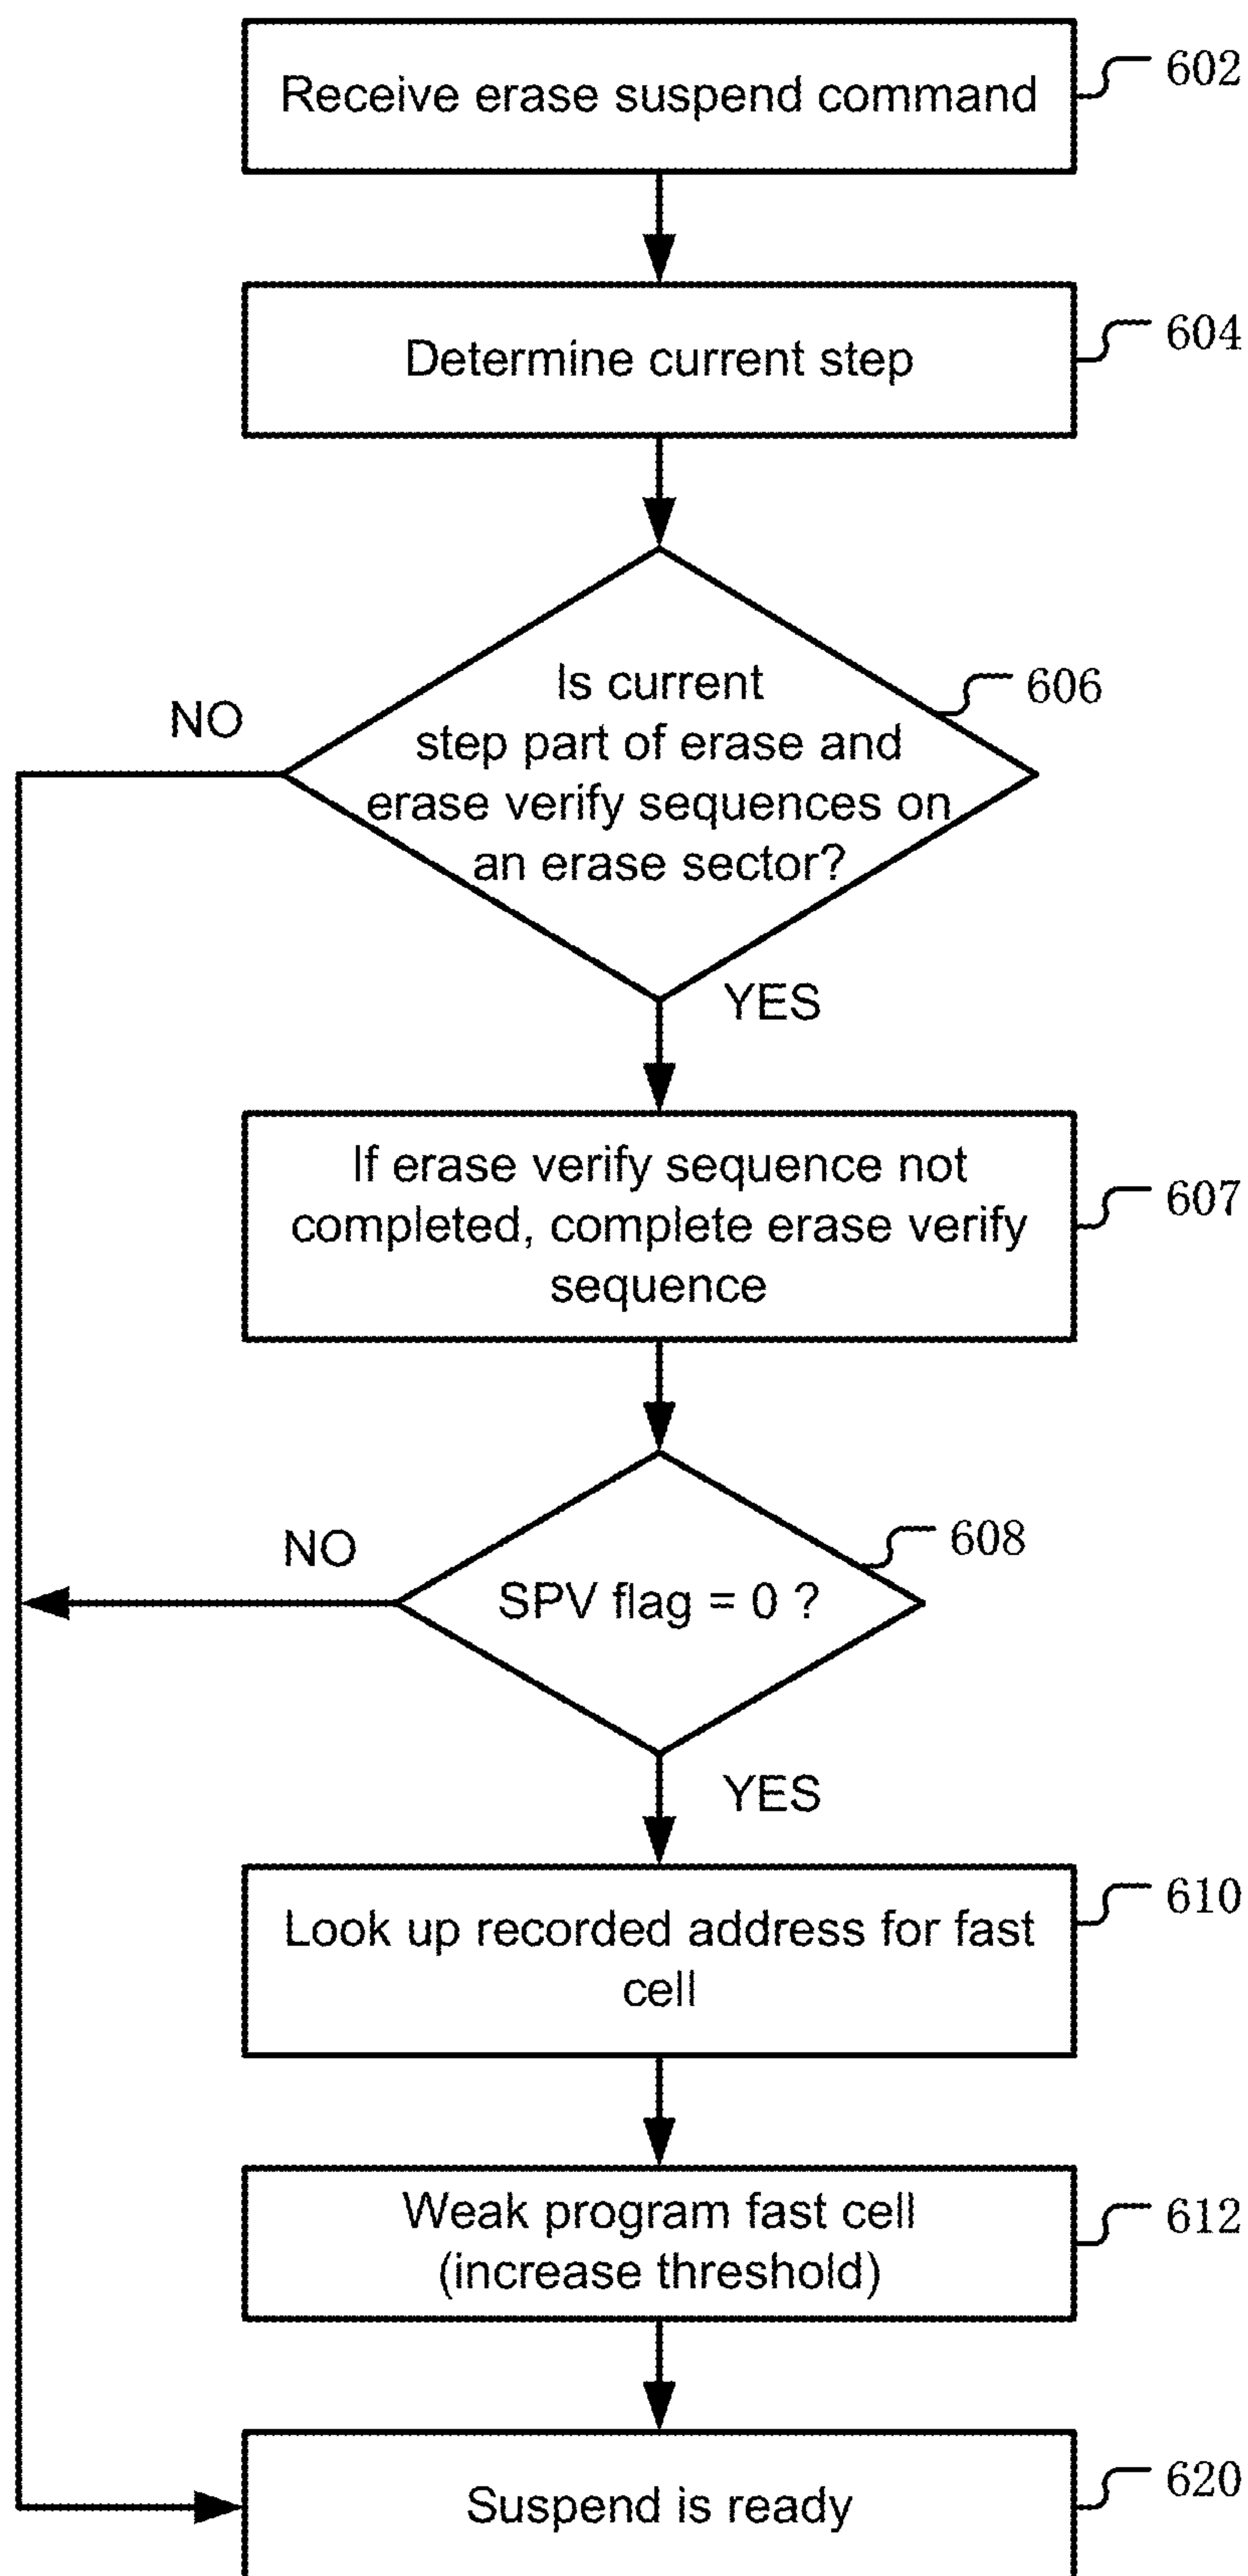 Receive erase suspend command
602
Determine current step
604
Is current
step part of erase and
erase verify sequences on
an erase sector?
606
NO
YES
If erase verify sequence not
completed, complete erase verify
sequence
607
SPV flag = 0 ?
608
NO
YES
Look up recorded address for fast
cell
610
Weak program fast cell
(increase threshold)
612
Suspend is ready
620